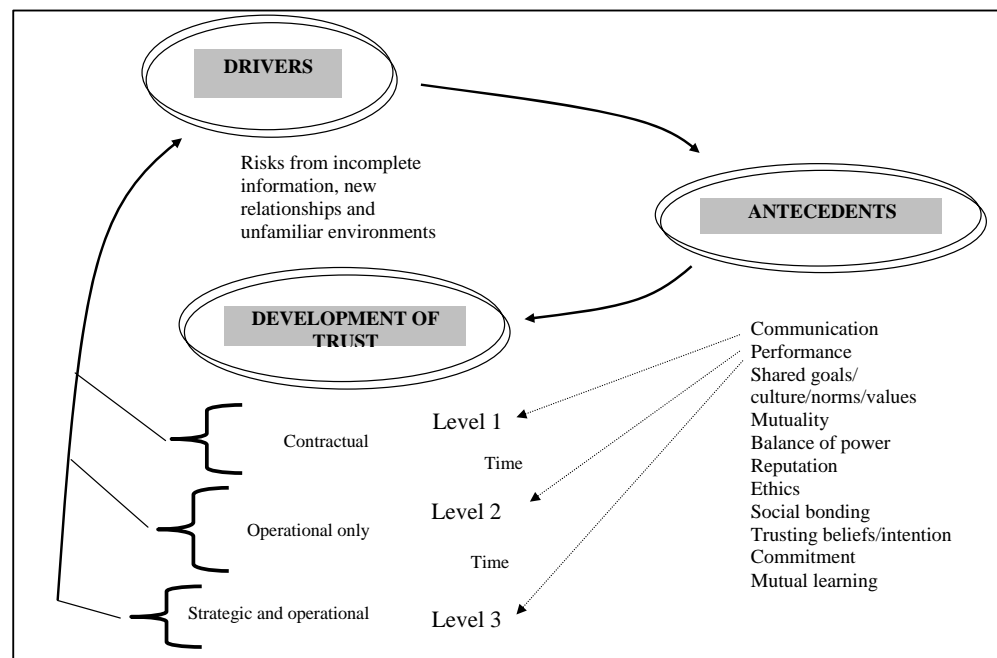 DRIVERS
Risks from incomplete
information, new
relationships and
unfamiliar environments
ANTECEDENTS
DEVELOPMENT OF
TRUST
Communication
Performance
Shared goals/
culture/norms/values
Mutuality
Balance of power
Reputation
Ethics
Social bonding
Trusting beliefs/intention
Commitment
Mutual learning
Contractual
Level 1
Time
Operational only
Level 2
Time
Strategic and operational
Level 3